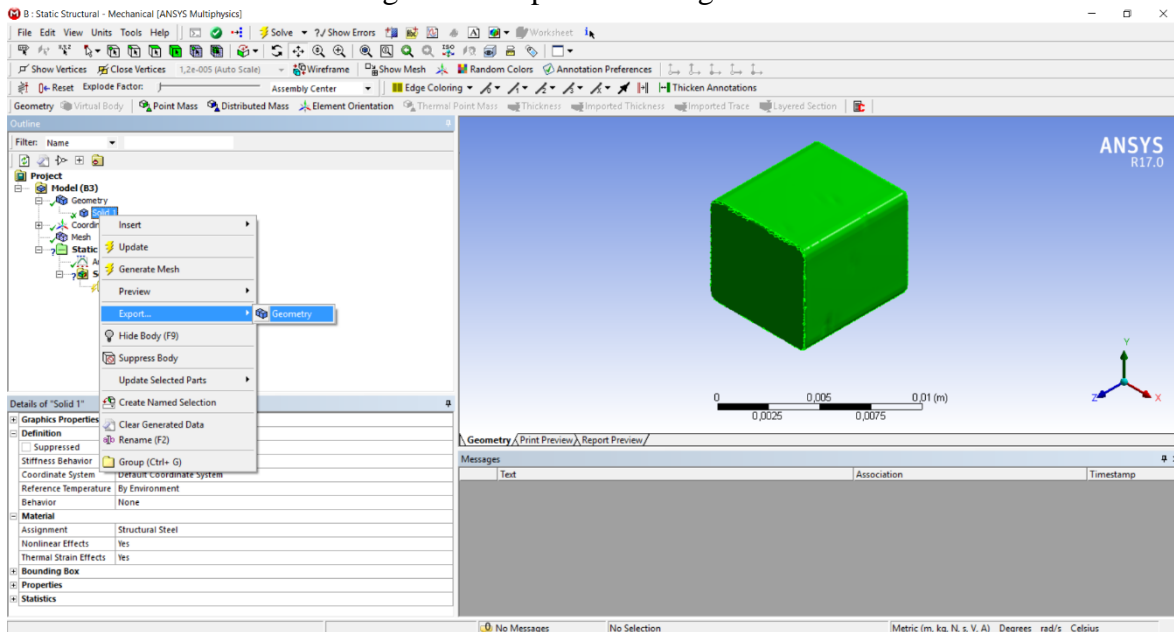 B : Static Structural - Mechanical [ANSYS Multiphysics]
File Edit View Units Tools Help Solve ?/ Show Errors Worksheet
Show Vertices Close Vertices 1,2e-005 (Auto Scale) Wireframe Show Mesh Random Colors Annotation Preferences
Reset Explode Factor: Assembly Center Edge Coloring Thicken Annotations
Geometry Virtual Body Point Mass Distributed Mass Element Orientation Thermal Point Mass Thickness Imported Thickness Imported Trace Layered Section
Outline
Filter: Name
Project
Model (B3)
Geometry
Solid 1
Coordin
Mesh
Static
Insert
Update
Generate Mesh
Preview
Export...
Geometry
Hide Body (F9)
Suppress Body
Update Selected Parts
Create Named Selection
Clear Generated Data
Rename (F2)
Group (Ctrl+ G)
Details of "Solid 1"
Graphics Properties
Definition
Suppressed
Stiffness Behavior
Coordinate System Default Coordinate System
Reference Temperature By Environment
Behavior None
Material
Assignment Structural Steel
Nonlinear Effects Yes
Thermal Strain Effects Yes
Bounding Box
Properties
Statistics
ANSYS
R17.0
0 0,005 0,01 (m)
0,0025 0,0075
Y
Z X
Geometry Print Preview Report Preview
Messages
Text Association Timestamp
No Messages No Selection Metric (m, kg, N, s, V, A) Degrees rad/s Celsius